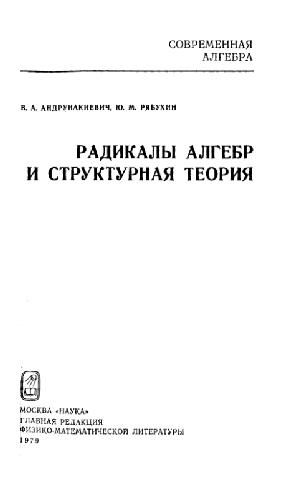 СОВРЕМЕННАЯ
АЛГЕБРА
В. А. АНДРУНАКИЕВИЧ, Ю. М. РЯБУХИН
РАДИКАЛЫ АЛГЕБР
И СТРУКТУРНАЯ ТЕОРИЯ
МОСКВА «НАУКА»
ГЛАВНАЯ РЕДАКЦИЯ
ФИЗИКО-МАТЕМАТИЧЕСКОЙ ЛИТЕРАТУРЫ
1979